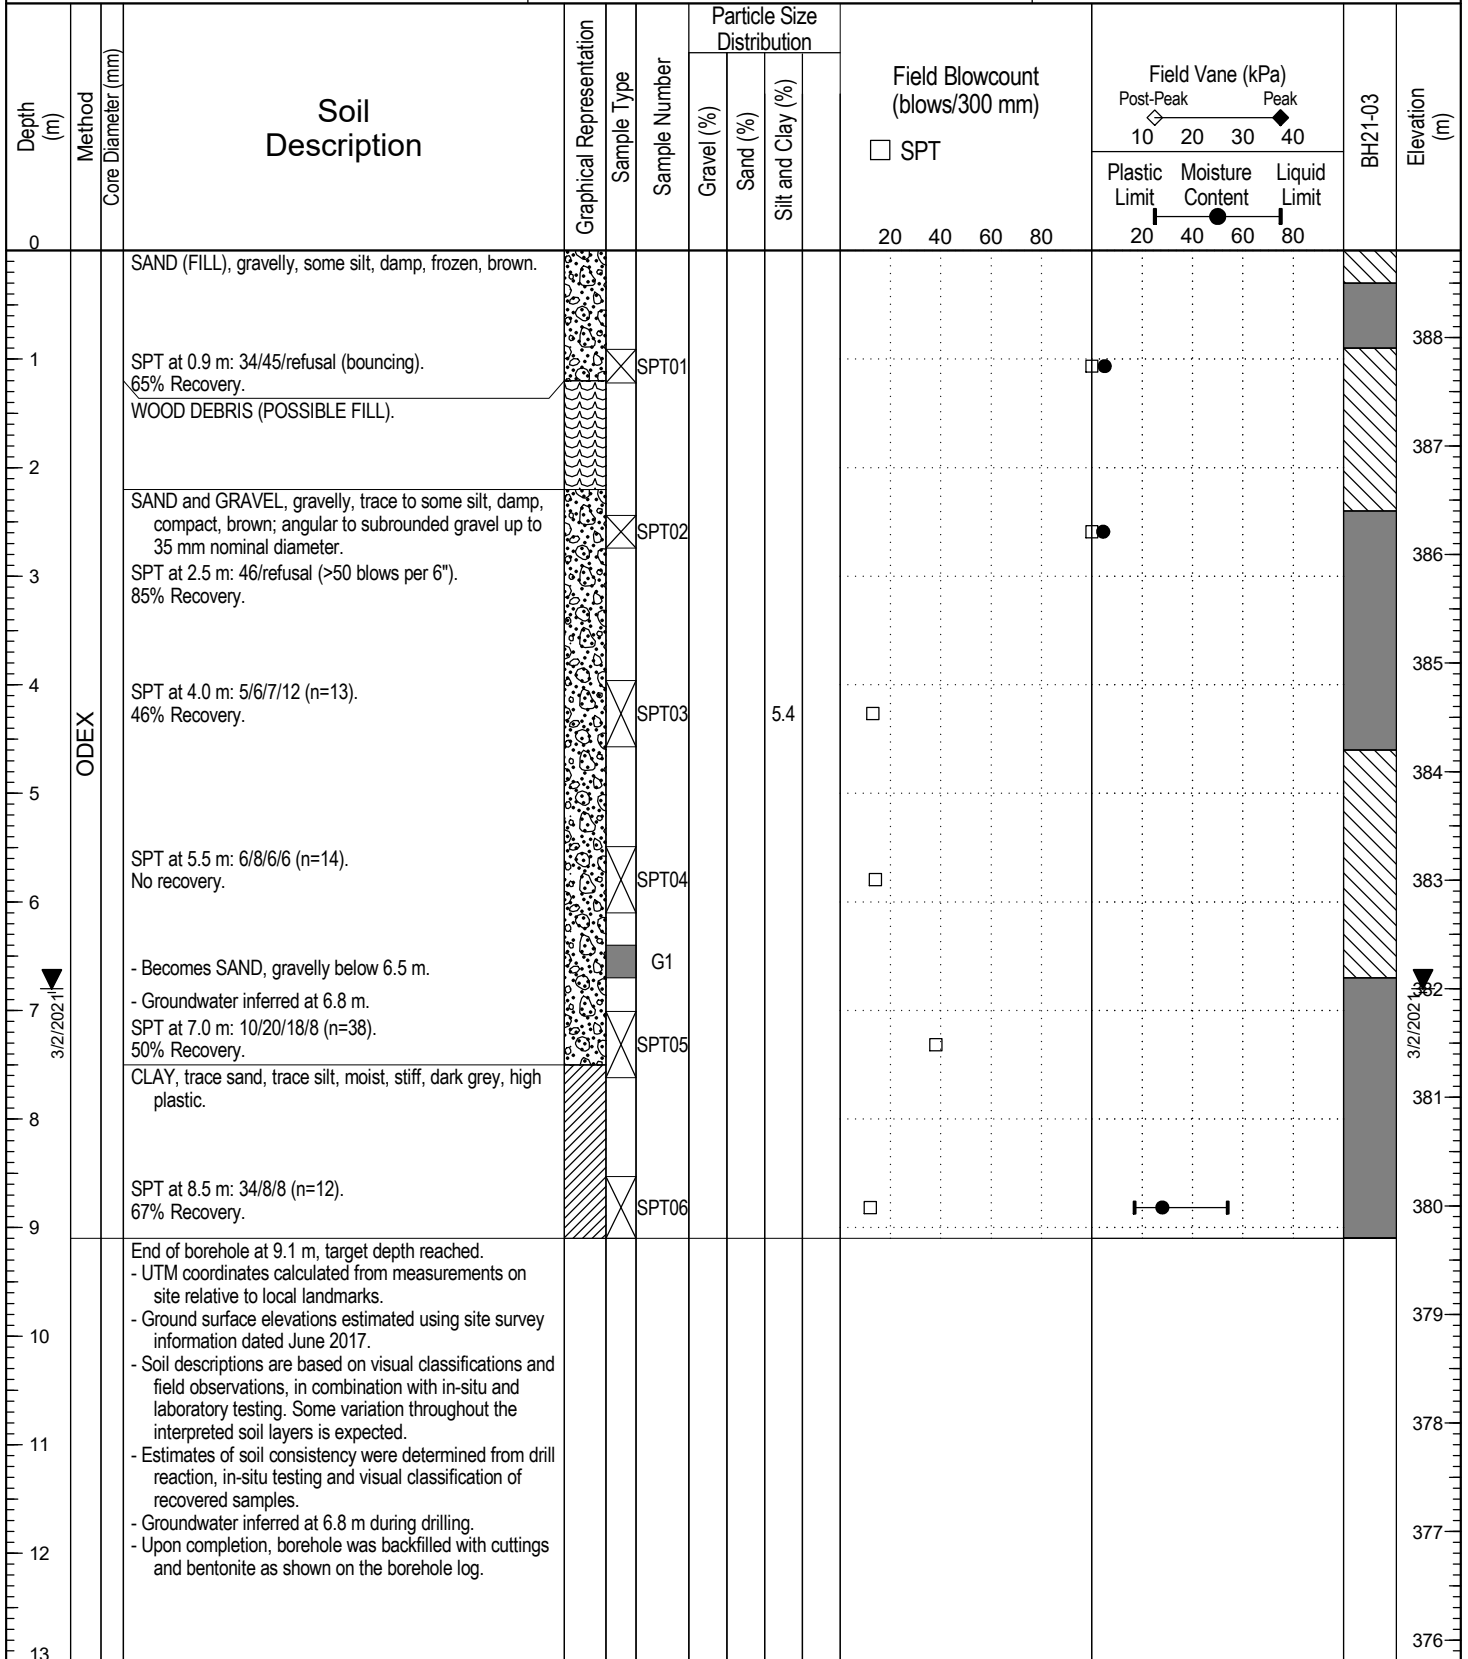 Depth
(m)
Method
Core Diameter (mm)
Soil
Description
Graphical Representation
Sample Type
Sample Number
Particle Size
Distribution
Gravel (%)
Sand (%)
Silt and Clay (%)
Field Blowcount
(blows/300 mm)
SPT
20 40 60 80
Field Vane (kPa)
Post-Peak Peak
10 20 30 40
Plastic Moisture Liquid
Limit Content Limit
20 40 60 80
BH21-03
Elevation
(m)
0
SAND (FILL), gravelly, some silt, damp, frozen, brown.
388
1
SPT at 0.9 m: 34/45/refusal (bouncing).
SPT01
65% Recovery.
WOOD DEBRIS (POSSIBLE FILL).
387
2
SAND and GRAVEL, gravelly, trace to some silt, damp,
compact, brown; angular to subrounded gravel up to
35 mm nominal diameter.
SPT02
386
3
SPT at 2.5 m: 46/refusal (>50 blows per 6").
85% Recovery.
385
4
SPT at 4.0 m: 5/6/7/12 (n=13).
46% Recovery.
SPT03
5.4
ODEX
384
5
SPT at 5.5 m: 6/8/6/6 (n=14).
No recovery.
SPT04
383
6
G1
- Becomes SAND, gravelly below 6.5 m.
382
- Groundwater inferred at 6.8 m.
7
3/2/2021
3/2/2021
SPT at 7.0 m: 10/20/18/8 (n=38).
50% Recovery.
SPT05
CLAY, trace sand, trace silt, moist, stiff, dark grey, high
plastic.
381
8
SPT at 8.5 m: 34/8/8 (n=12).
67% Recovery.
SPT06
380
9
End of borehole at 9.1 m, target depth reached.
- UTM coordinates calculated from measurements on
site relative to local landmarks.
- Ground surface elevations estimated using site survey
information dated June 2017.
379
10
- Soil descriptions are based on visual classifications and
field observations, in combination with in-situ and
laboratory testing. Some variation throughout the
interpreted soil layers is expected.
378
11
- Estimates of soil consistency were determined from drill
reaction, in-situ testing and visual classification of
recovered samples.
- Groundwater inferred at 6.8 m during drilling.
377
12
- Upon completion, borehole was backfilled with cuttings
and bentonite as shown on the borehole log.
376
13